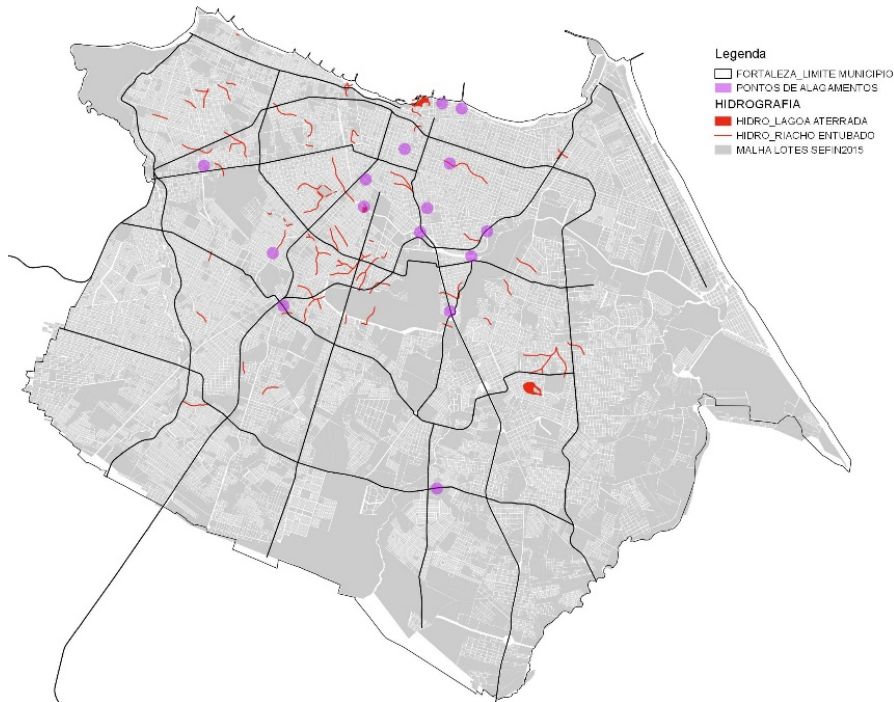 Legenda
FORTALEZA_LIMITE MUNICIPIO
PONTOS DE ALAGAMENTOS
HIDROGRAFIA
HIDRO_LAGOA ATERRADA
HIDRO_RIACHO ENTUBADO
MALHA LOTES SEFIN2015